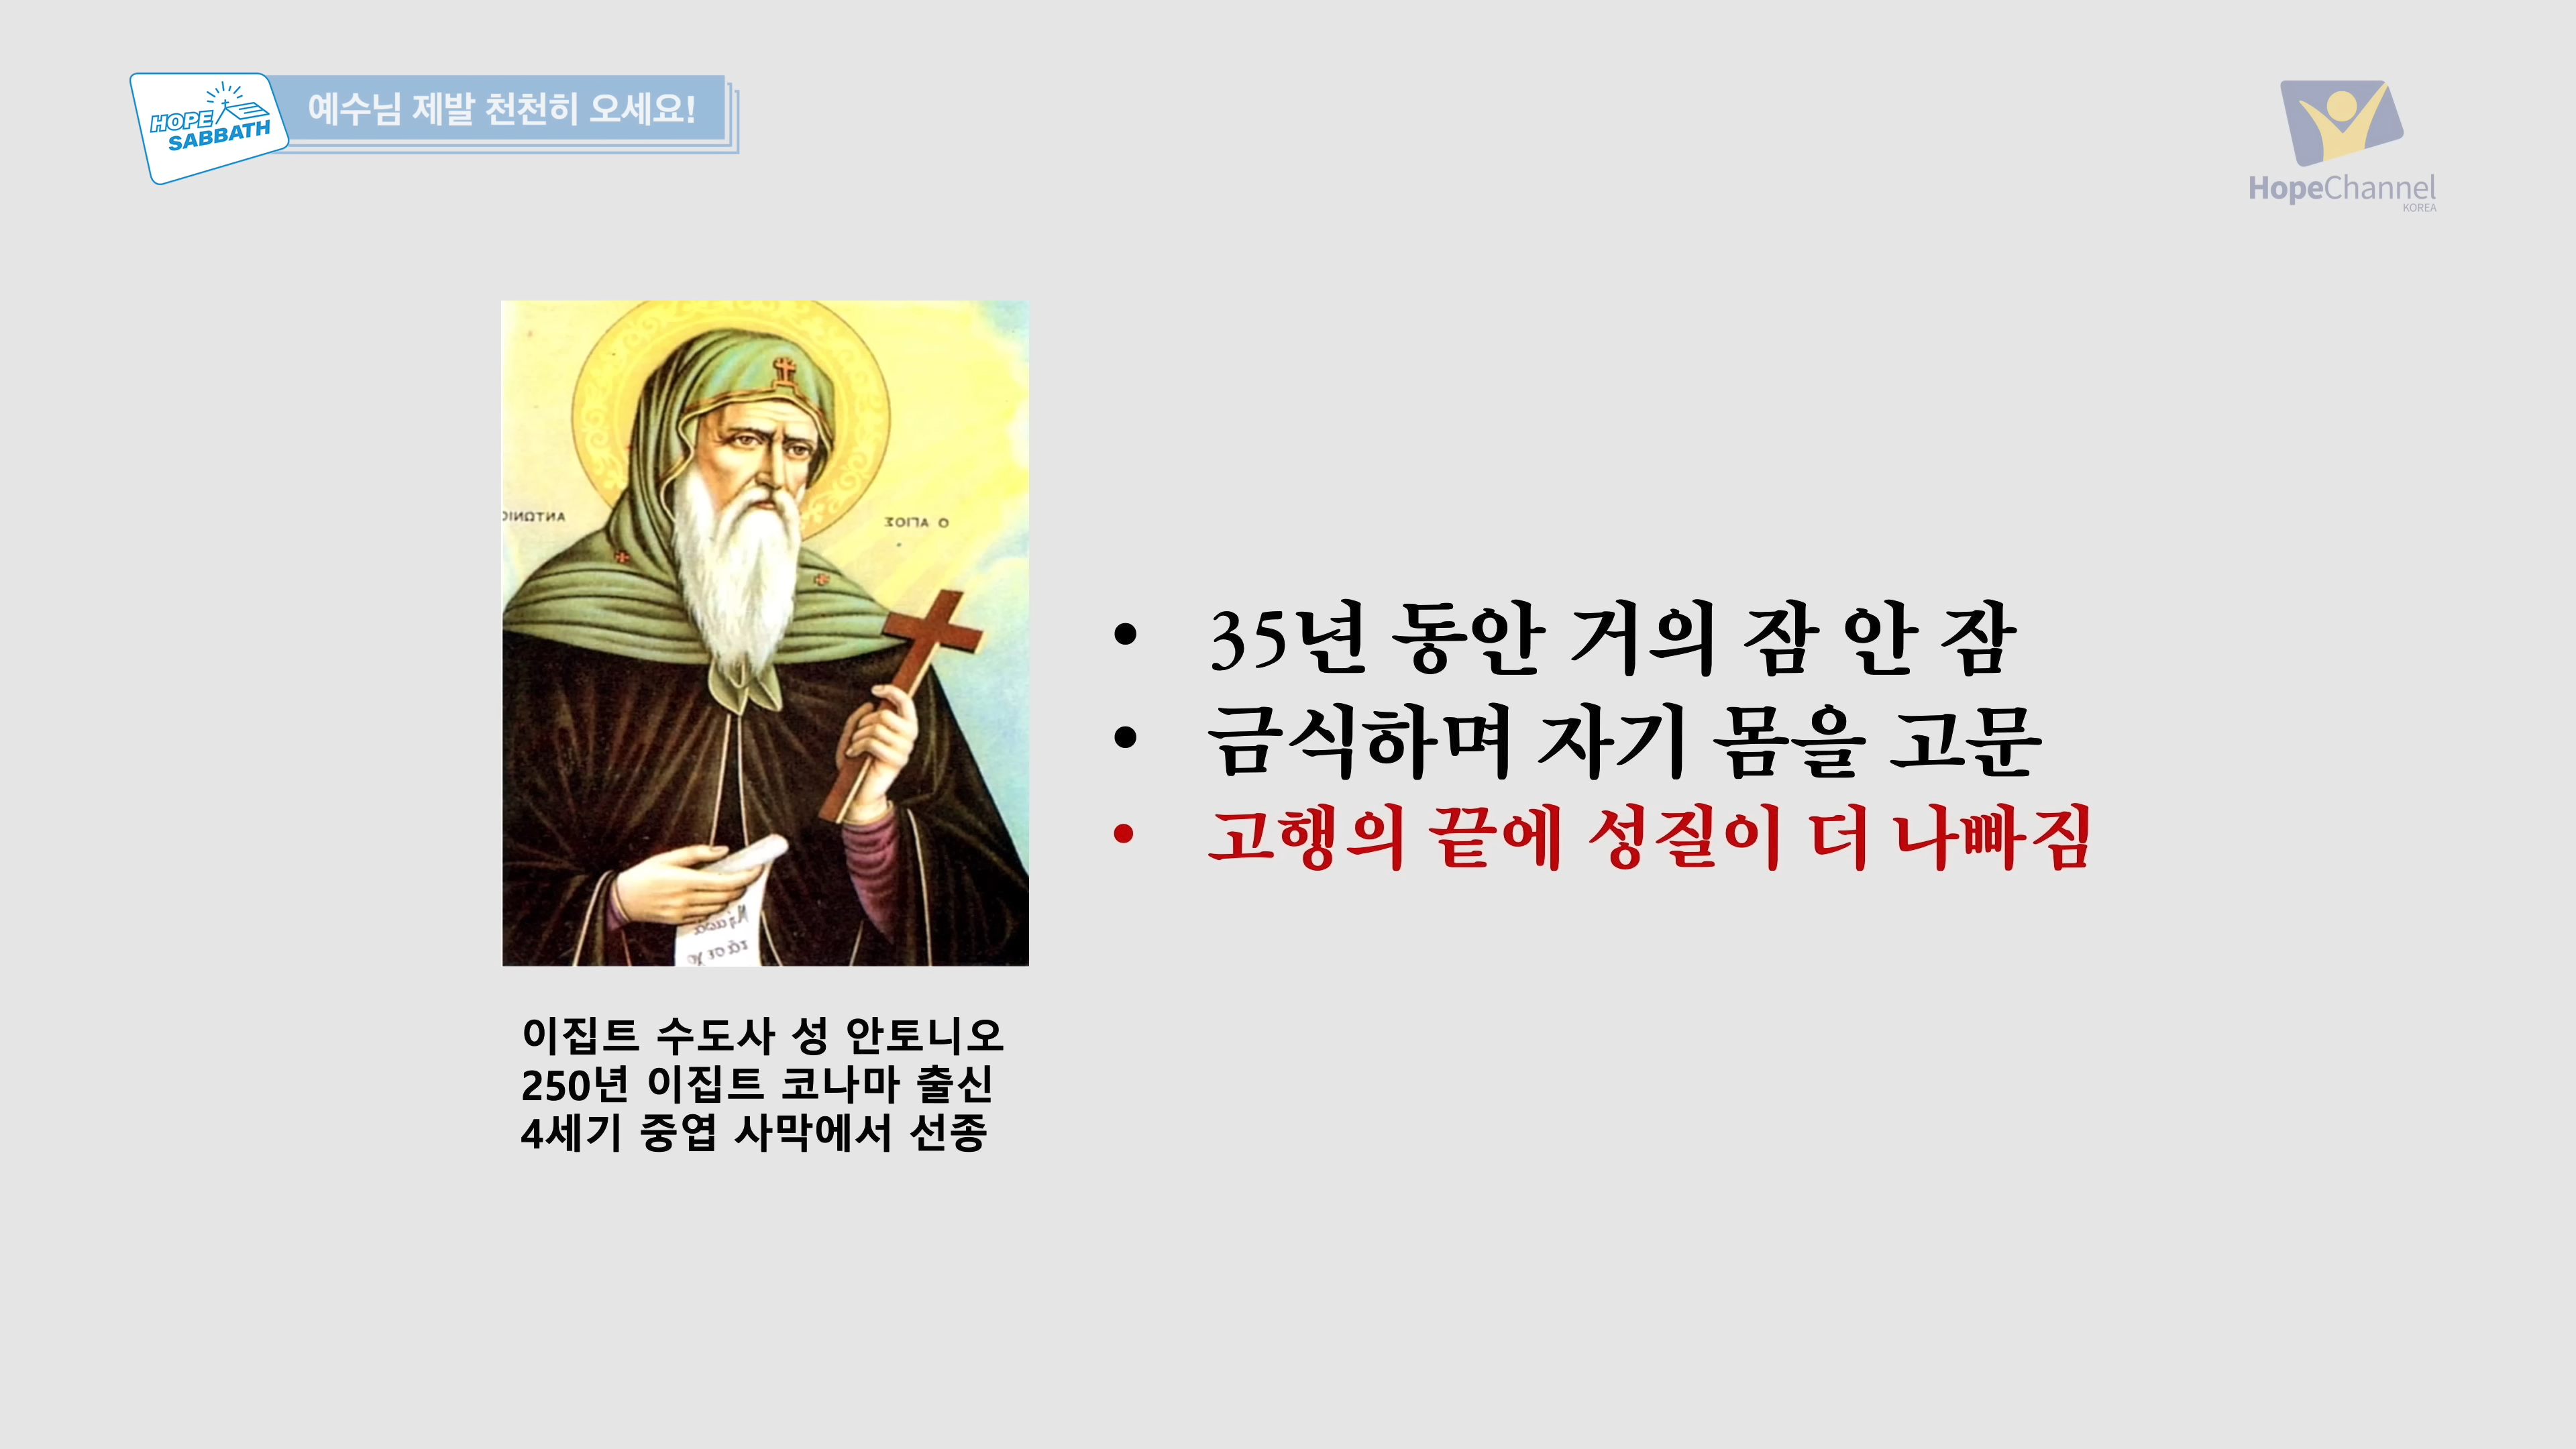 HOPE
SABBATH
예수님 제발 천천히 오세요!
HopeChannel
KOREA
ΑΝΤΩΝΙΟ
Ο ΑΓΙΟΣ
35년 동안 거의 잠 안 잠
금식하며 자기 몸을 고문
고행의 끝에 성질이 더 나빠짐
이집트 수도사 성 안토니오
250년 이집트 코나마 출신
4세기 중엽 사막에서 선종